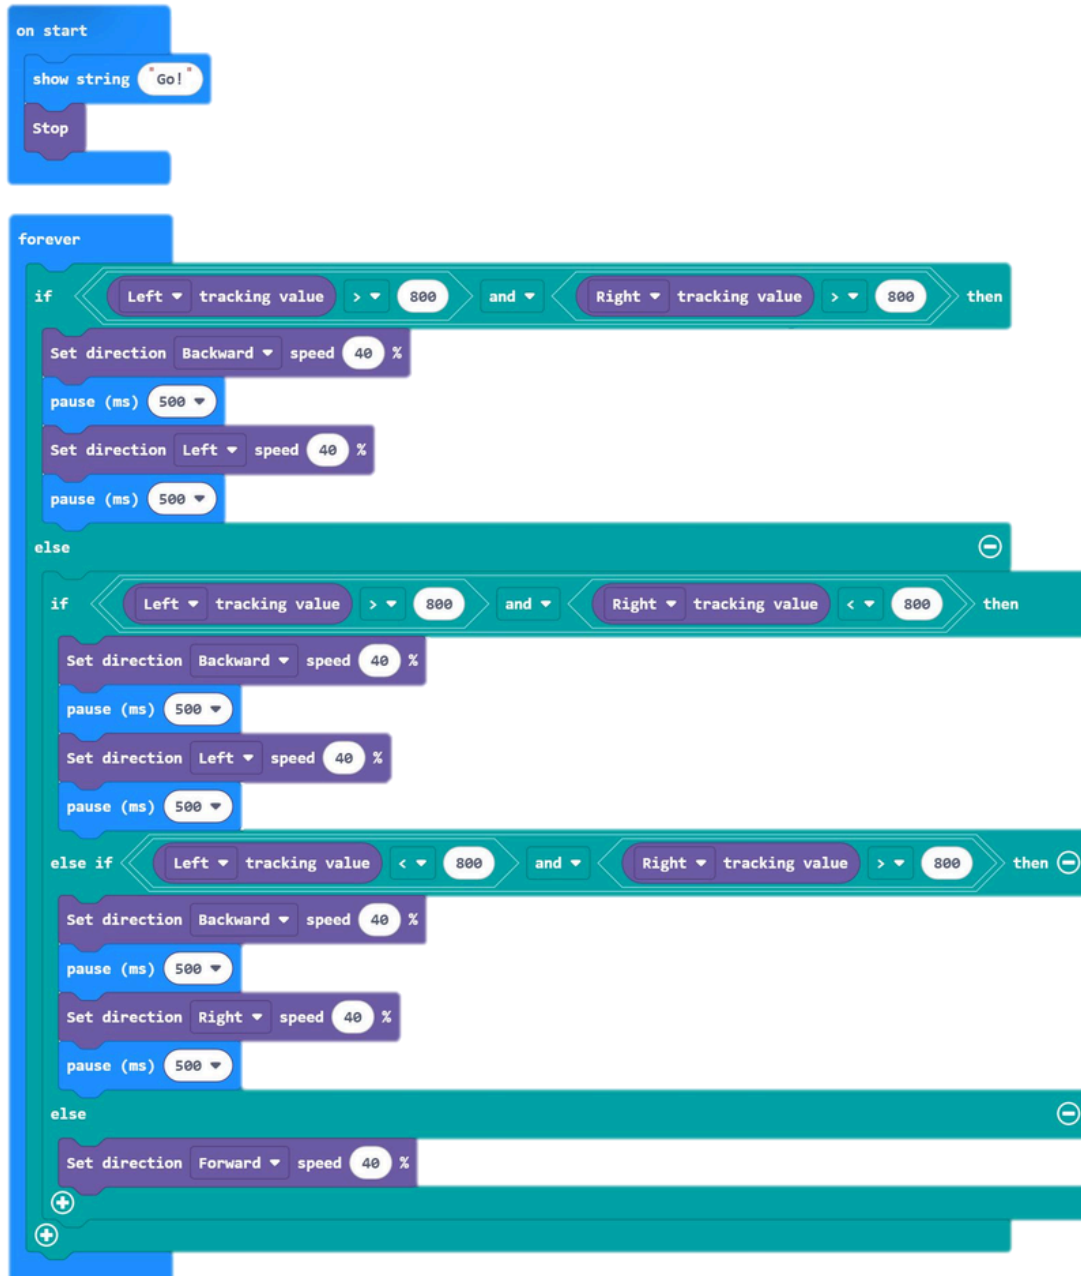 on start
show string "Go!"
Stop
forever
if Left tracking value > 800 and Right tracking value > 800 then
Set direction Backward speed 40 %
pause (ms) 500
Set direction Left speed 40 %
pause (ms) 500
else
if Left tracking value > 800 and Right tracking value < 800 then
Set direction Backward speed 40 %
pause (ms) 500
Set direction Left speed 40 %
pause (ms) 500
else if Left tracking value < 800 and Right tracking value > 800 then
Set direction Backward speed 40 %
pause (ms) 500
Set direction Right speed 40 %
pause (ms) 500
else
Set direction Forward speed 40 %